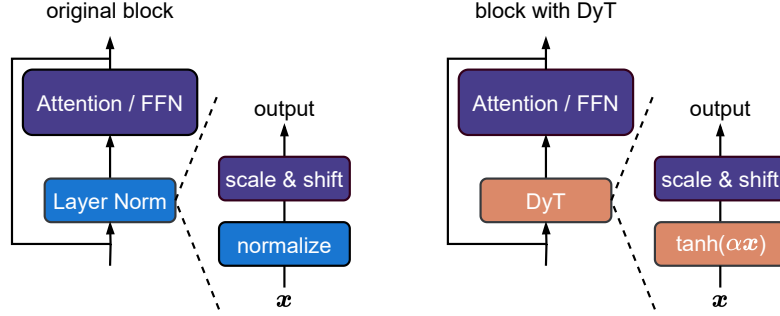 original block
Attention / FFN
Layer Norm
output
scale & shift
normalize
x
block with DyT
Attention / FFN
DyT
output
scale & shift
tanh(αx)
x